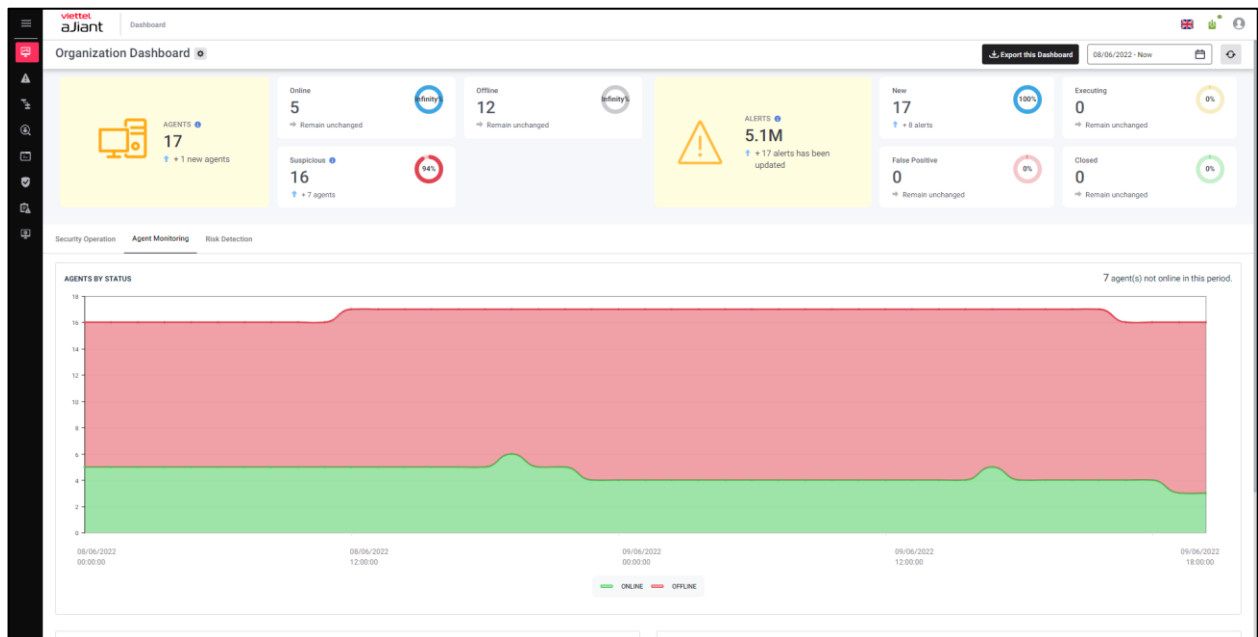 viettel
aJiant
Dashboard
Organization Dashboard
Export this Dashboard
08/06/2022 - Now
AGENTS
17
+ 1 new agents
Online
5
Remain unchanged
Infinity%
Offline
12
Remain unchanged
Infinity%
Suspicious
16
+ 7 agents
94%
ALERTS
5.1M
+ 17 alerts has been
updated
New
17
+ 8 alerts
100%
Executing
0
Remain unchanged
0%
False Positive
0
Remain unchanged
0%
Closed
0
Remain unchanged
0%
Security Operation
Agent Monitoring
Risk Detection
AGENTS BY STATUS
7 agent(s) not online in this period.
18
16
14
12
10
8
6
4
2
0
08/06/2022
00:00:00
08/06/2022
12:00:00
09/06/2022
00:00:00
09/06/2022
12:00:00
09/06/2022
18:00:00
ONLINE
OFFLINE